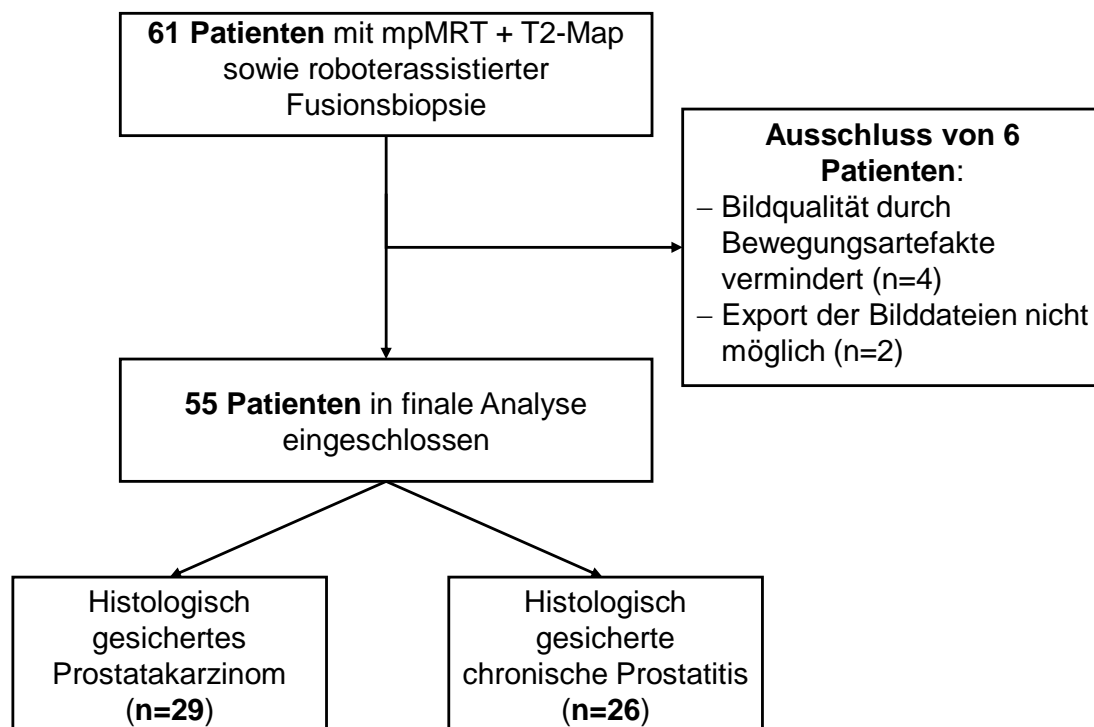 61 Patienten mit mpMRT + T2-Map
sowie roboterassistierter
Fusionsbiopsie
Ausschluss von 6
Patienten:
– Bildqualität durch
Bewegungsartefakte
vermindert (n=4)
– Export der Bilddateien nicht
möglich (n=2)
55 Patienten in finale Analyse
eingeschlossen
Histologisch
gesichertes
Prostatakarzinom
(n=29)
Histologisch
gesicherte
chronische Prostatitis
(n=26)